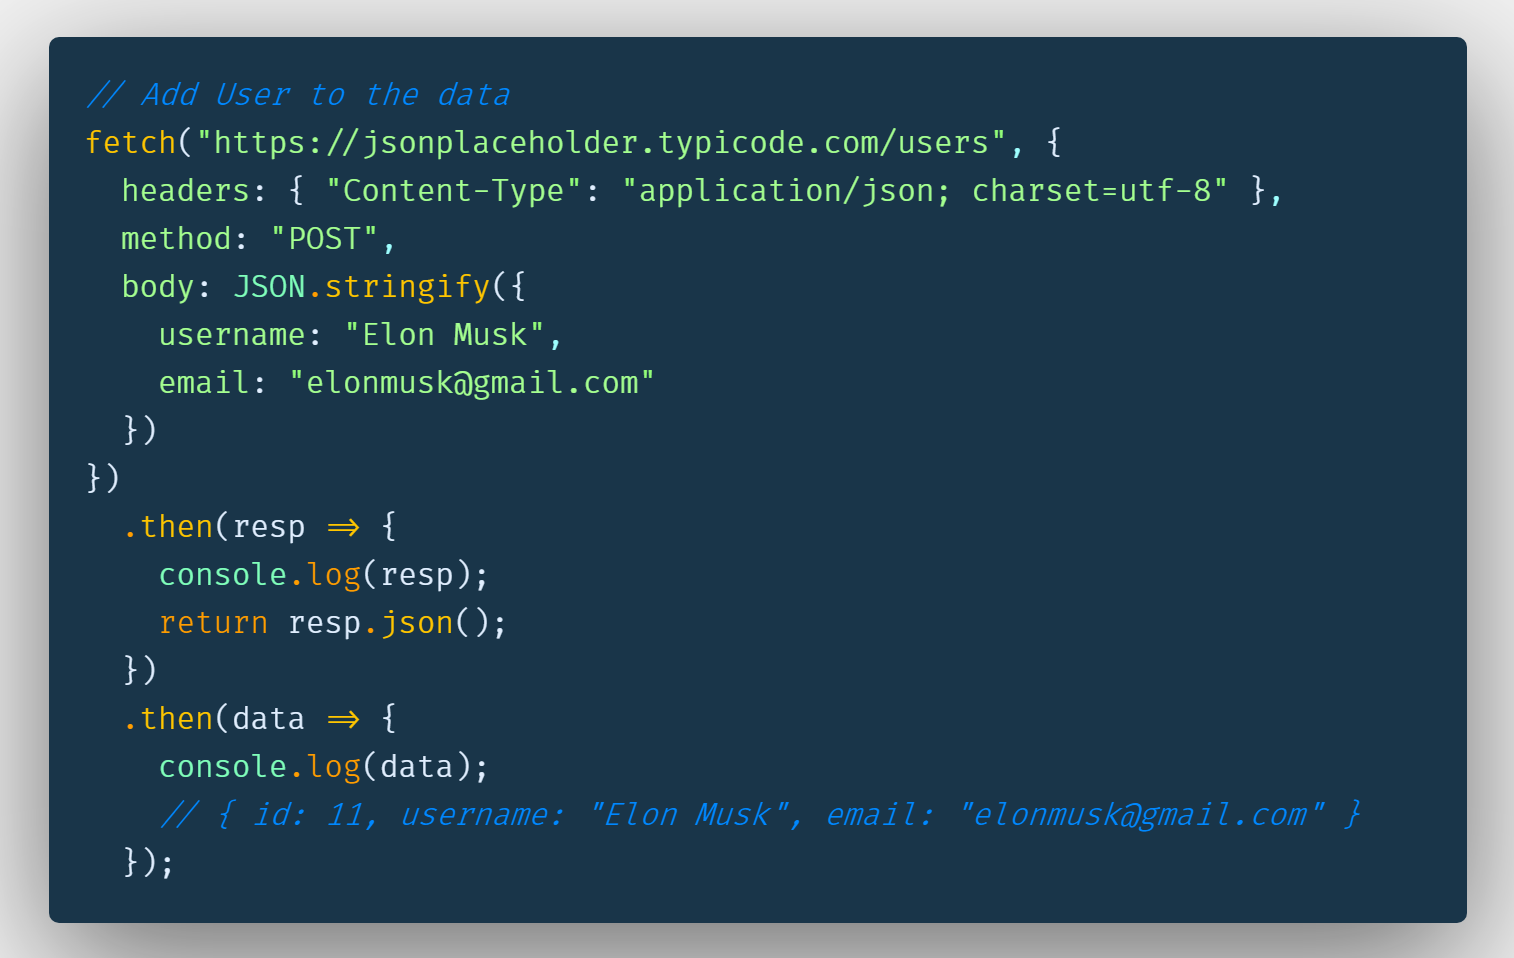 // Add User to the data
fetch("https://jsonplaceholder.typicode.com/users", {
  headers: { "Content-Type": "application/json; charset=utf-8" },
  method: "POST",
  body: JSON.stringify({
    username: "Elon Musk",
    email: "elonmusk@gmail.com"
  })
})
  .then(resp => {
    console.log(resp);
    return resp.json();
  })
  .then(data => {
    console.log(data);
    // { id: 11, username: "Elon Musk", email: "elonmusk@gmail.com" }
  });